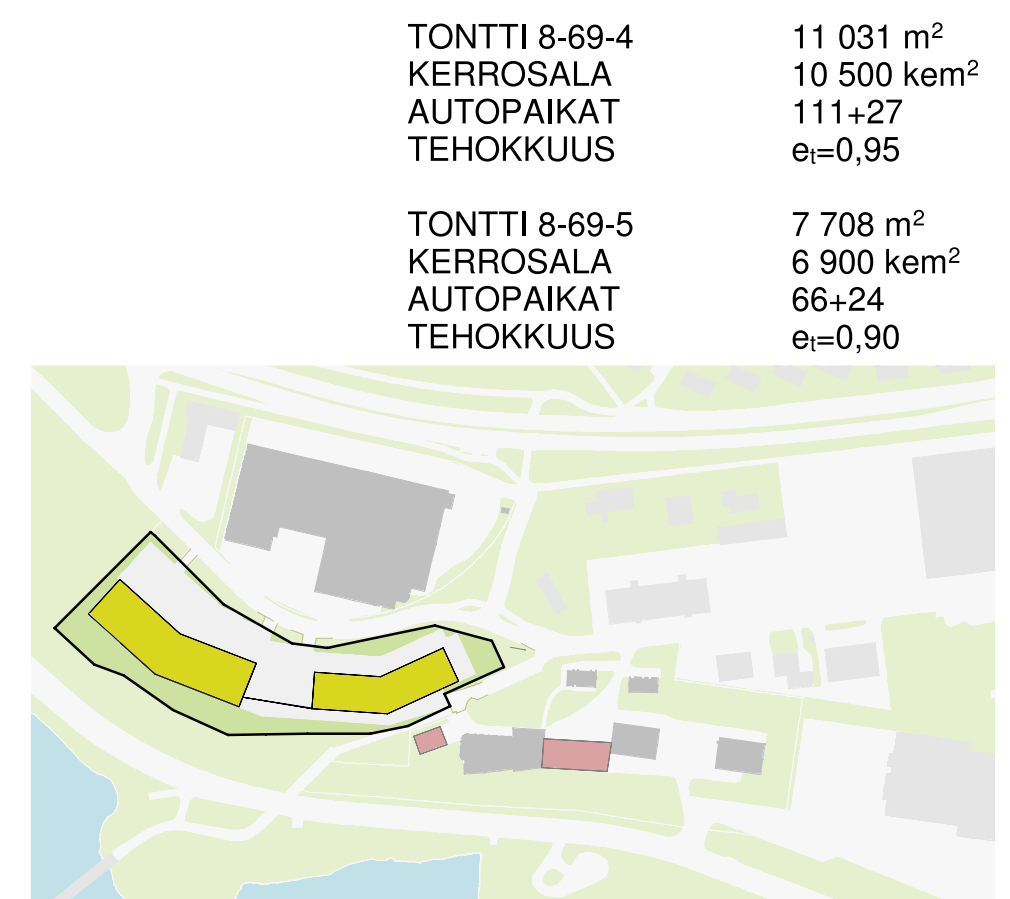 TONTTI 8-69-4 11 031 m²
KERROSALA 10 500 kem²
AUTOPAIKAT 111+27
TEHOKKUUS eₜ=0,95
TONTTI 8-69-5 7 708 m²
KERROSALA 6 900 kem²
AUTOPAIKAT 66+24
TEHOKKUUS eₜ=0,90